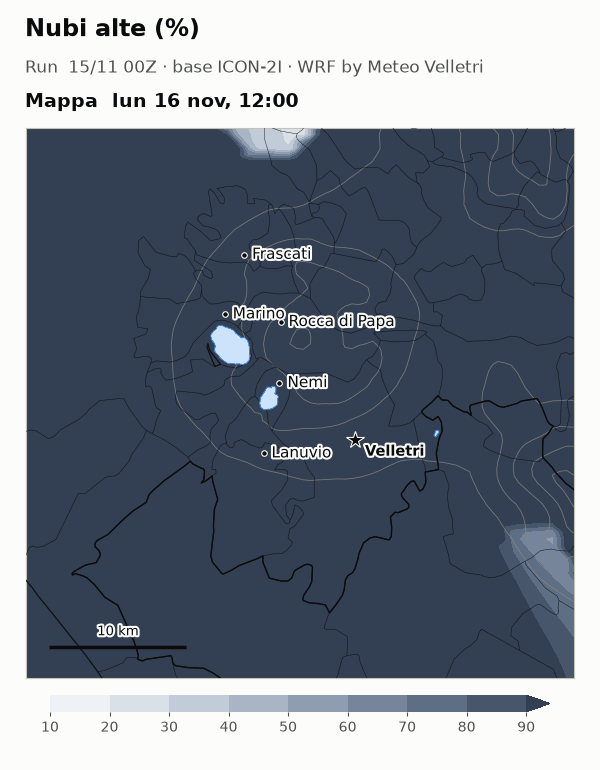 Nubi alte (%)
Run  15/11 00Z · base ICON-2I · WRF by Meteo Velletri
Mappa  lun 16 nov, 12:00
Frascati
Marino
Rocca di Papa
Nemi
Velletri
Lanuvio
10 km
10 20 30 40 50 60 70 80 90